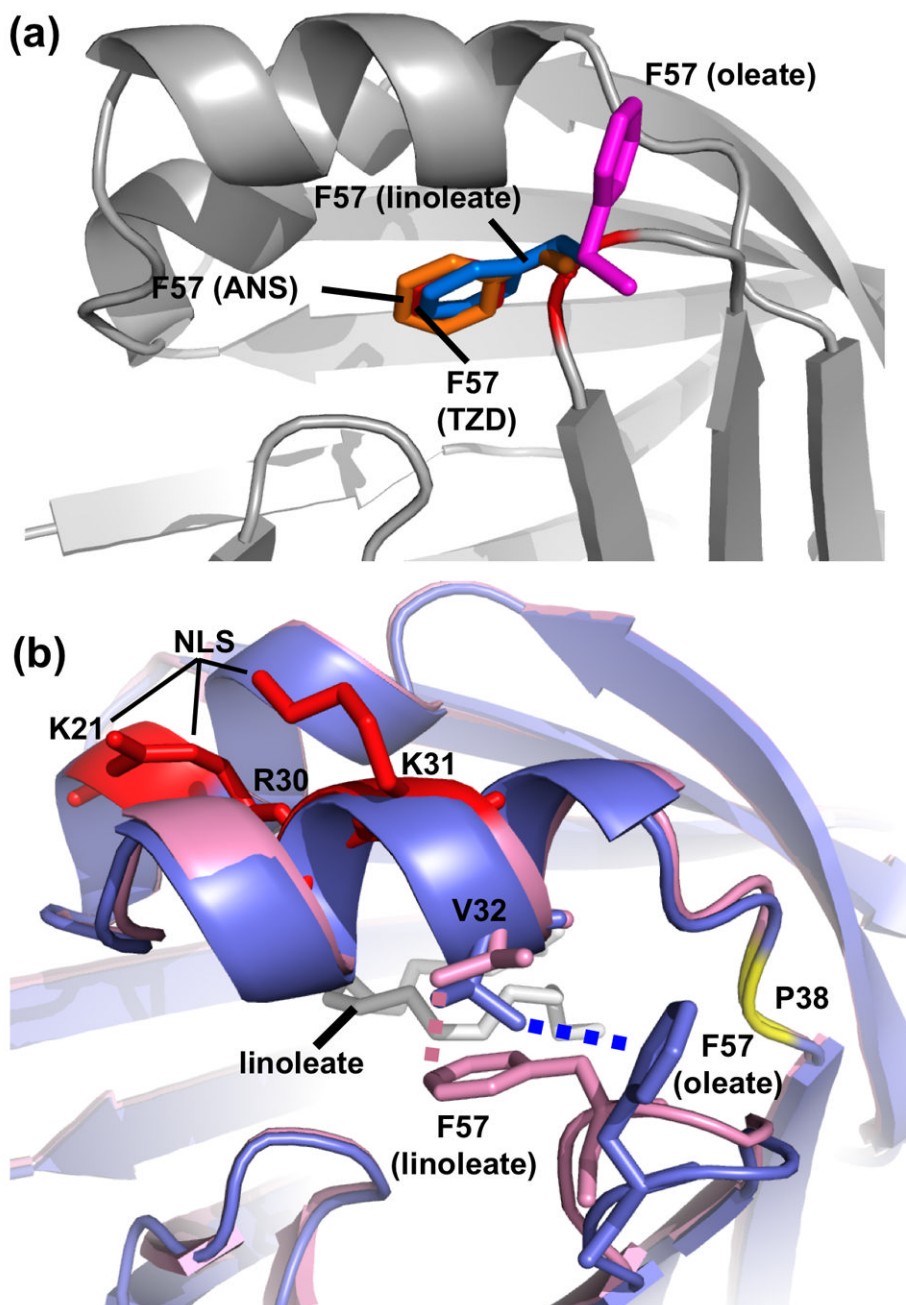 (a)
F57 (oleate)
F57 (linoleate)
F57 (ANS)
F57
(TZD)
(b)
NLS
K21
R30
K31
V32
P38
linoleate
F57
(oleate)
F57
(linoleate)